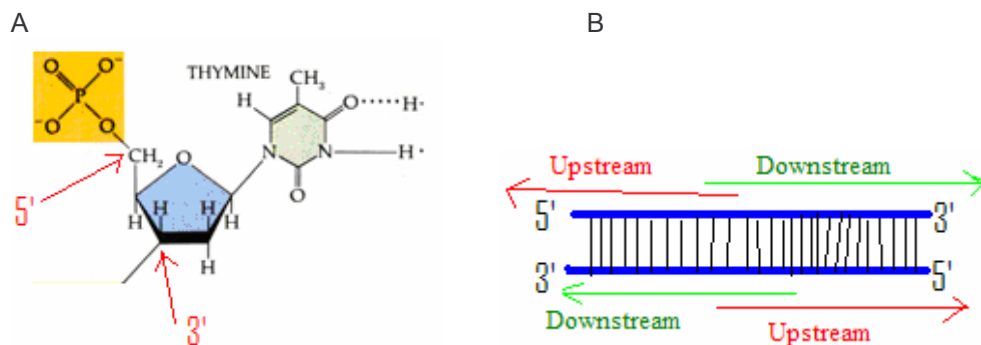 A
B
O
O⁻
THYMINE
CH₃
P
H
O
H
⁻O
O
Upstream
Downstream
CH₂
O
N
N
H
5'
O
5'
3'
H
H
H
H
H
3'
5'
Downstream
Upstream
3'